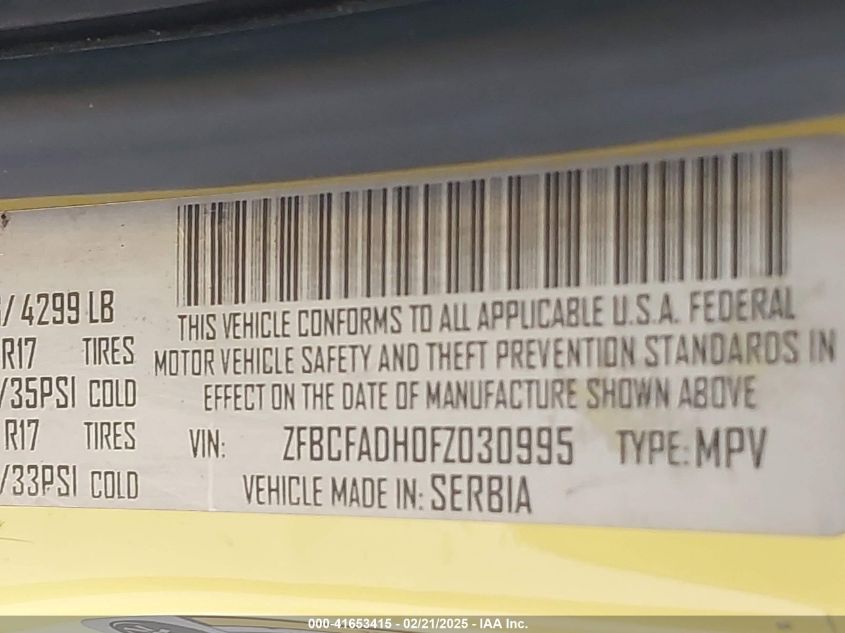 / 4299 LB
R17 TIRES
/35PSI COLD
R17 TIRES
/33PSI COLD
THIS VEHICLE CONFORMS TO ALL APPLICABLE U.S.A. FEDERAL
MOTOR VEHICLE SAFETY AND THEFT PREVENTION STANDARDS IN
EFFECT ON THE DATE OF MANUFACTURE SHOWN ABOVE
VIN: ZFBCFADH0FZ030995 TYPE: MPV
VEHICLE MADE IN: SERBIA
000-41653415 - 02/21/2025 - IAA Inc.